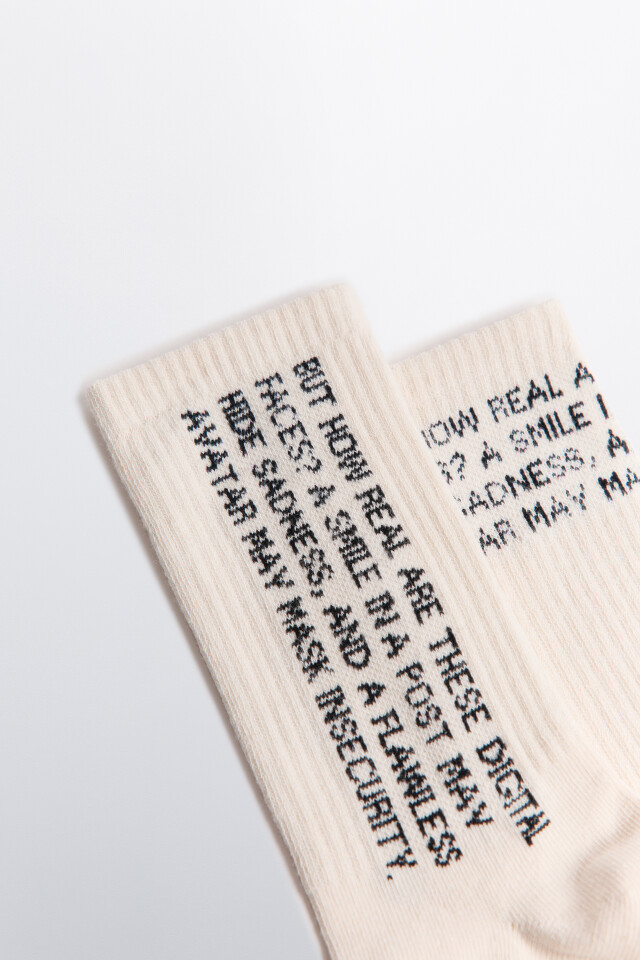 BUT HOW REAL ARE THESE DIGITAL
FACES? A SMILE IN A POST MAY
HIDE SADNESS, AND A FLAWLESS
AVATAR MAY MASK INSECURITY.
HOW REAL A
S? A SMILE I
SADNESS, A
AR MAY MA